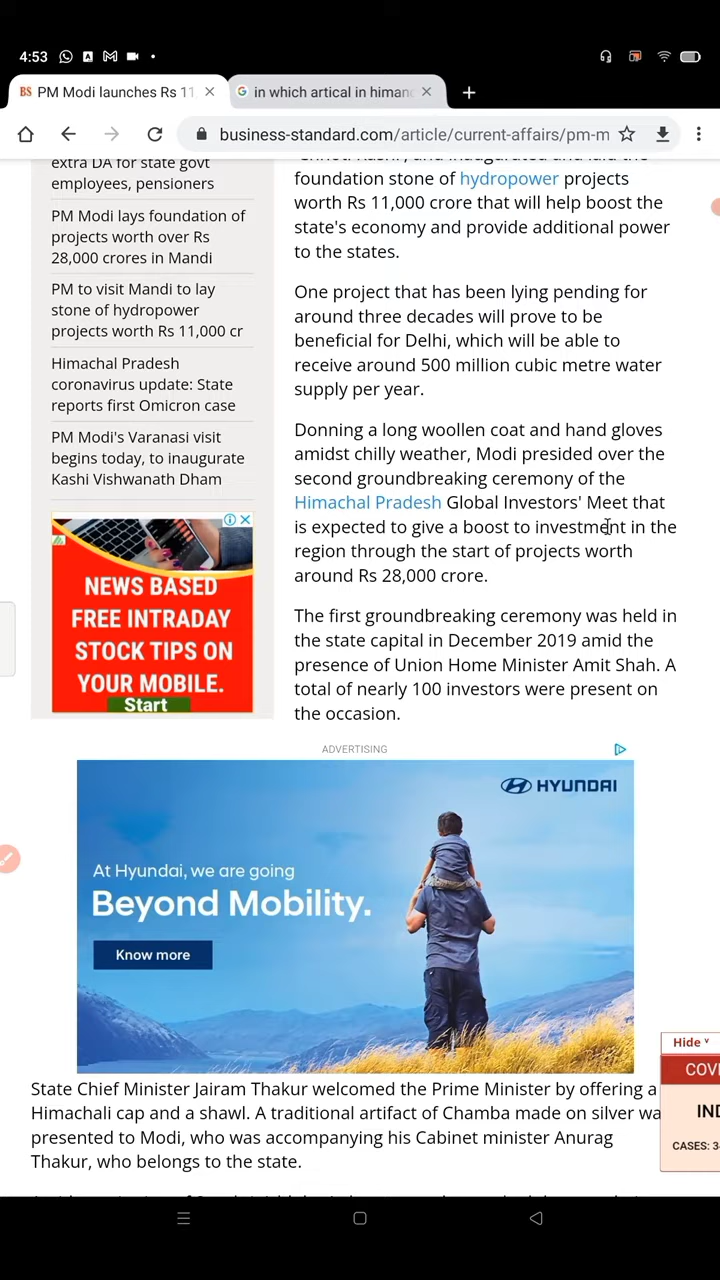 4:53
BS PM Modi launches Rs 11
G in which artical in himan
business-standard.com/article/current-affairs/pm-m
extra DA for state govt
employees, pensioners
PM Modi lays foundation of
projects worth over Rs
28,000 crores in Mandi
PM to visit Mandi to lay
stone of hydropower
projects worth Rs 11,000 cr
Himachal Pradesh
coronavirus update: State
reports first Omicron case
PM Modi's Varanasi visit
begins today, to inaugurate
Kashi Vishwanath Dham
NEWS BASED
FREE INTRADAY
STOCK TIPS ON
YOUR MOBILE.
Start
foundation stone of hydropower projects
worth Rs 11,000 crore that will help boost the
state's economy and provide additional power
to the states.
One project that has been lying pending for
around three decades will prove to be
beneficial for Delhi, which will be able to
receive around 500 million cubic metre water
supply per year.
Donning a long woollen coat and hand gloves
amidst chilly weather, Modi presided over the
second groundbreaking ceremony of the
Himachal Pradesh Global Investors' Meet that
is expected to give a boost to investment in the
region through the start of projects worth
around Rs 28,000 crore.
The first groundbreaking ceremony was held in
the state capital in December 2019 amid the
presence of Union Home Minister Amit Shah. A
total of nearly 100 investors were present on
the occasion.
ADVERTISING
HYUNDAI
At Hyundai, we are going
Beyond Mobility.
Know more
Hide
COVI
IND
CASES: 3
State Chief Minister Jairam Thakur welcomed the Prime Minister by offering a
Himachali cap and a shawl. A traditional artifact of Chamba made on silver wa
presented to Modi, who was accompanying his Cabinet minister Anurag
Thakur, who belongs to the state.